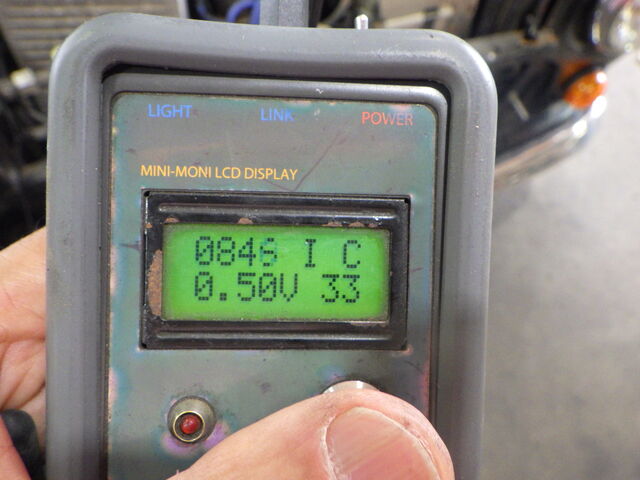 LIGHT LINK POWER
MINI-MONI LCD DISPLAY
0846 I C
0.50V 33